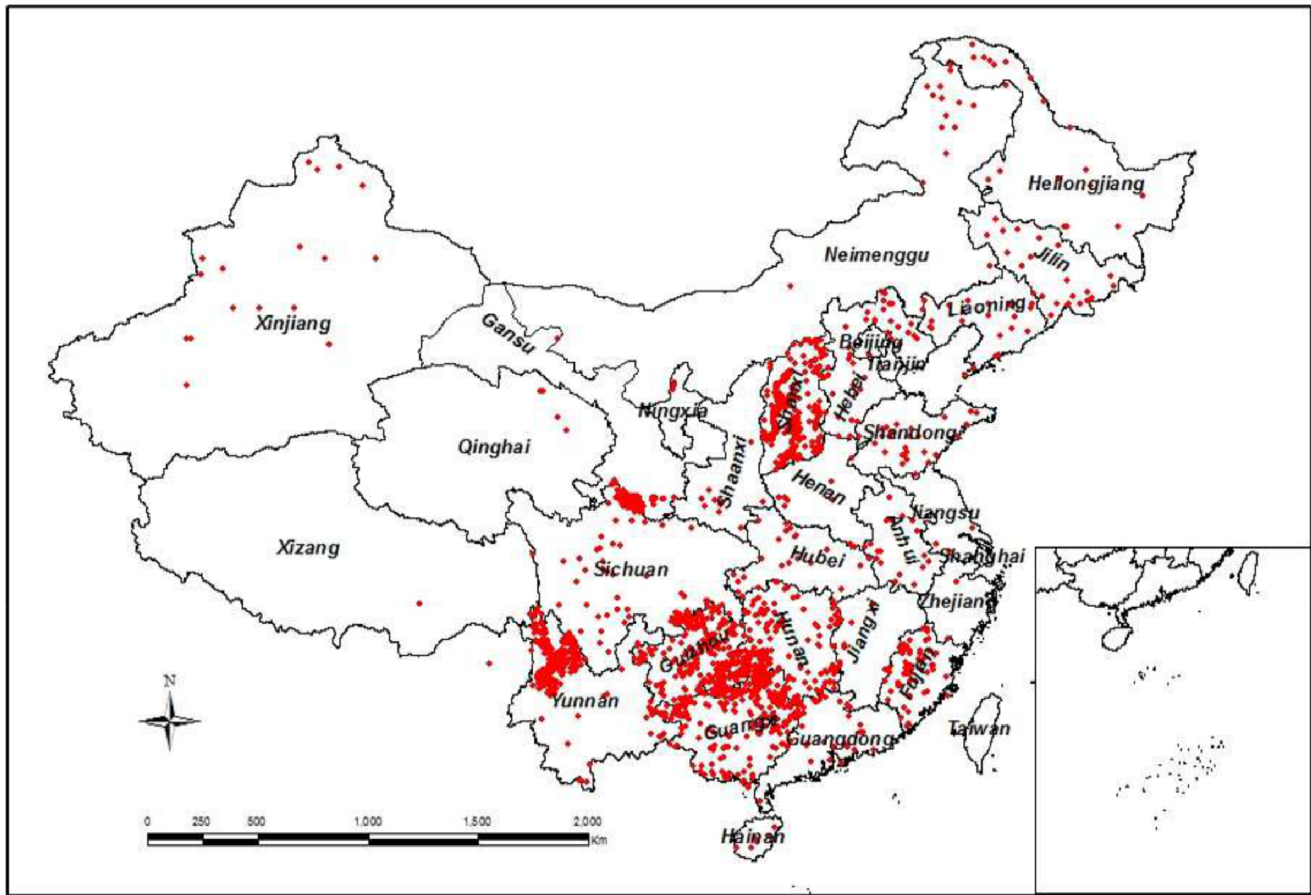 Heilongjiang
Neimenggu
Jilin
Liaoning
Xinjiang
Gansu
Beijing
Tianjin
Hebei
Shanxi
Ningxia
Shandong
Qinghai
Shaanxi
Henan
Jiangsu
Anhui
Xizang
Sichuan
Hubei
Shanghai
Zhejiang
Hunan
Jiangxi
Guizhou
Fujian
N
Yunnan
Guangxi
Guangdong
Taiwan
0 250 500 1,000 1,500 2,000
Km
Hainan